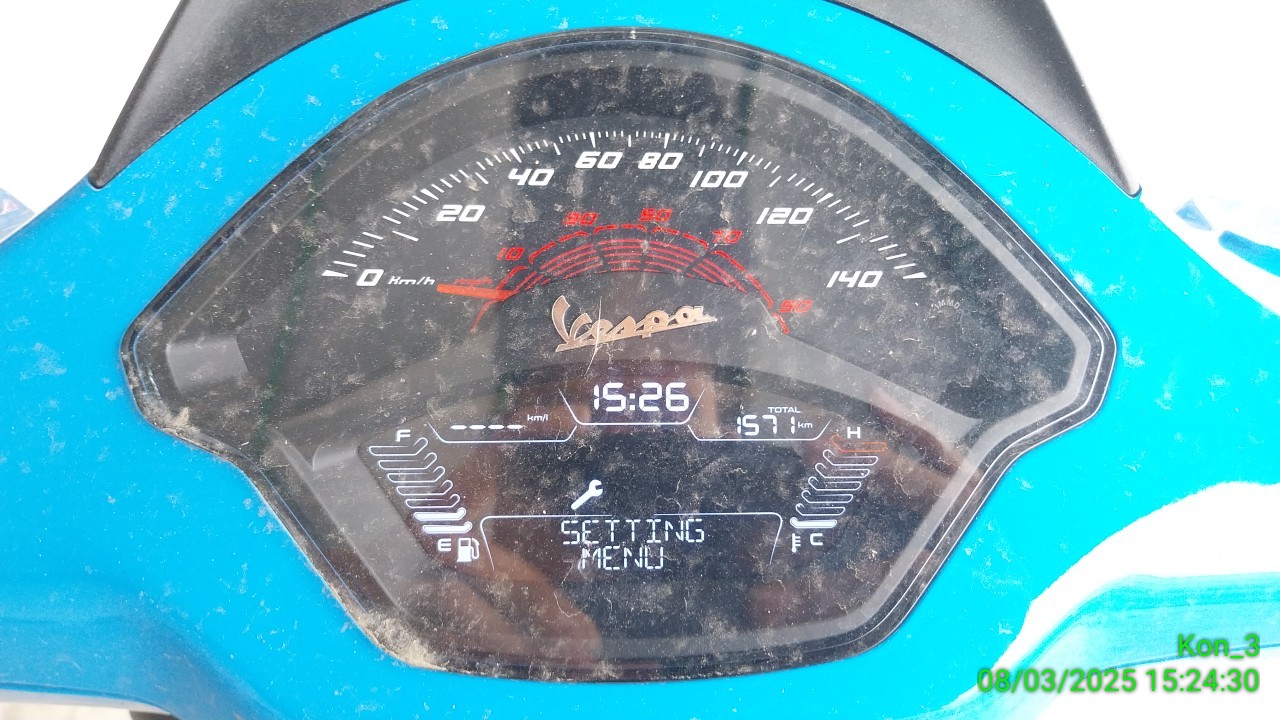 60 80
40 100
20 120
0 km/h 140
30 50
10 70
90
Vespa
15:26
---- km/l
TOTAL
1571 km
F H
E C
SETTING
MENU
Kon_3
08/03/2025 15:24:30